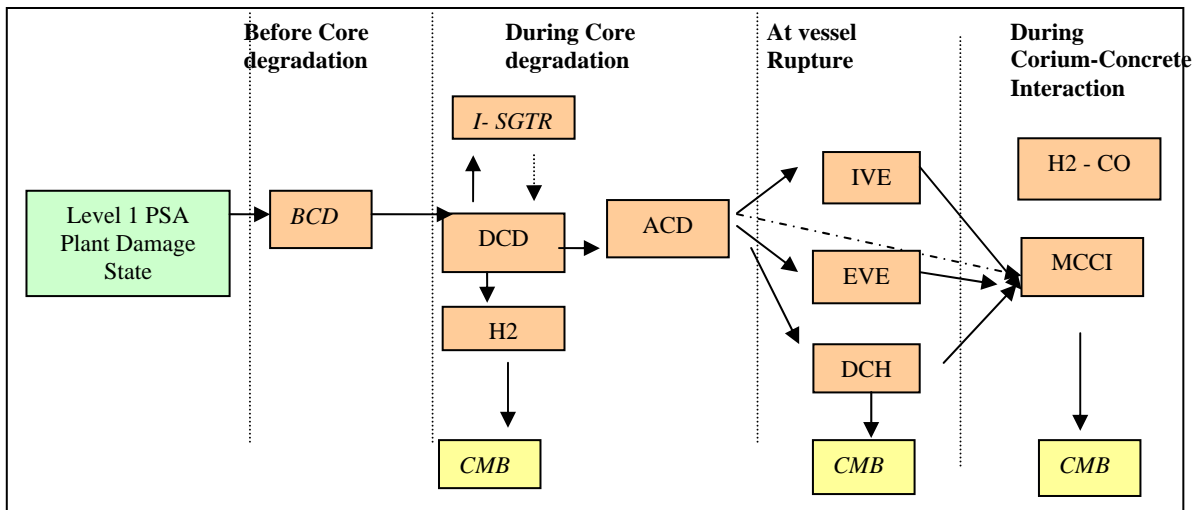 Before Core
degradation
During Core
degradation
At vessel
Rupture
During
Corium-Concrete
Interaction
I- SGTR
H2 - CO
IVE
Level 1 PSA
Plant Damage
State
BCD
DCD
ACD
MCCI
EVE
H2
DCH
CMB
CMB
CMB